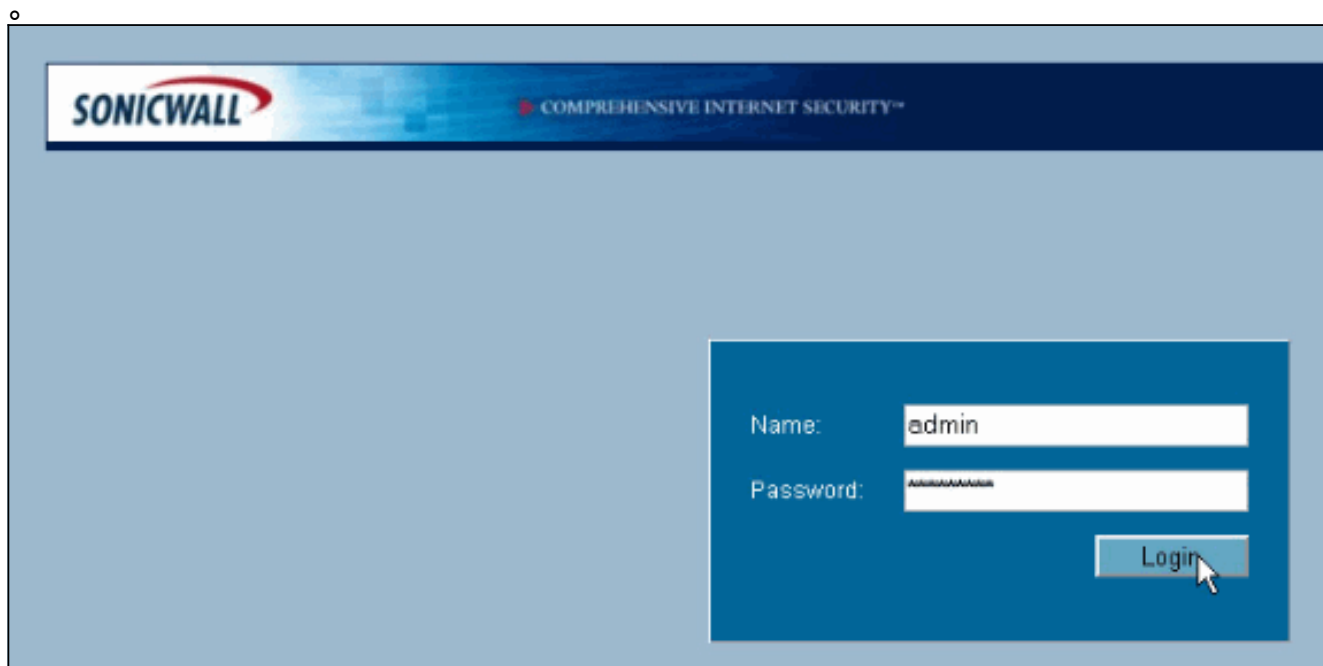 SONICWALL
COMPREHENSIVE INTERNET SECURITY™
Name: admin
Password: *********
Login